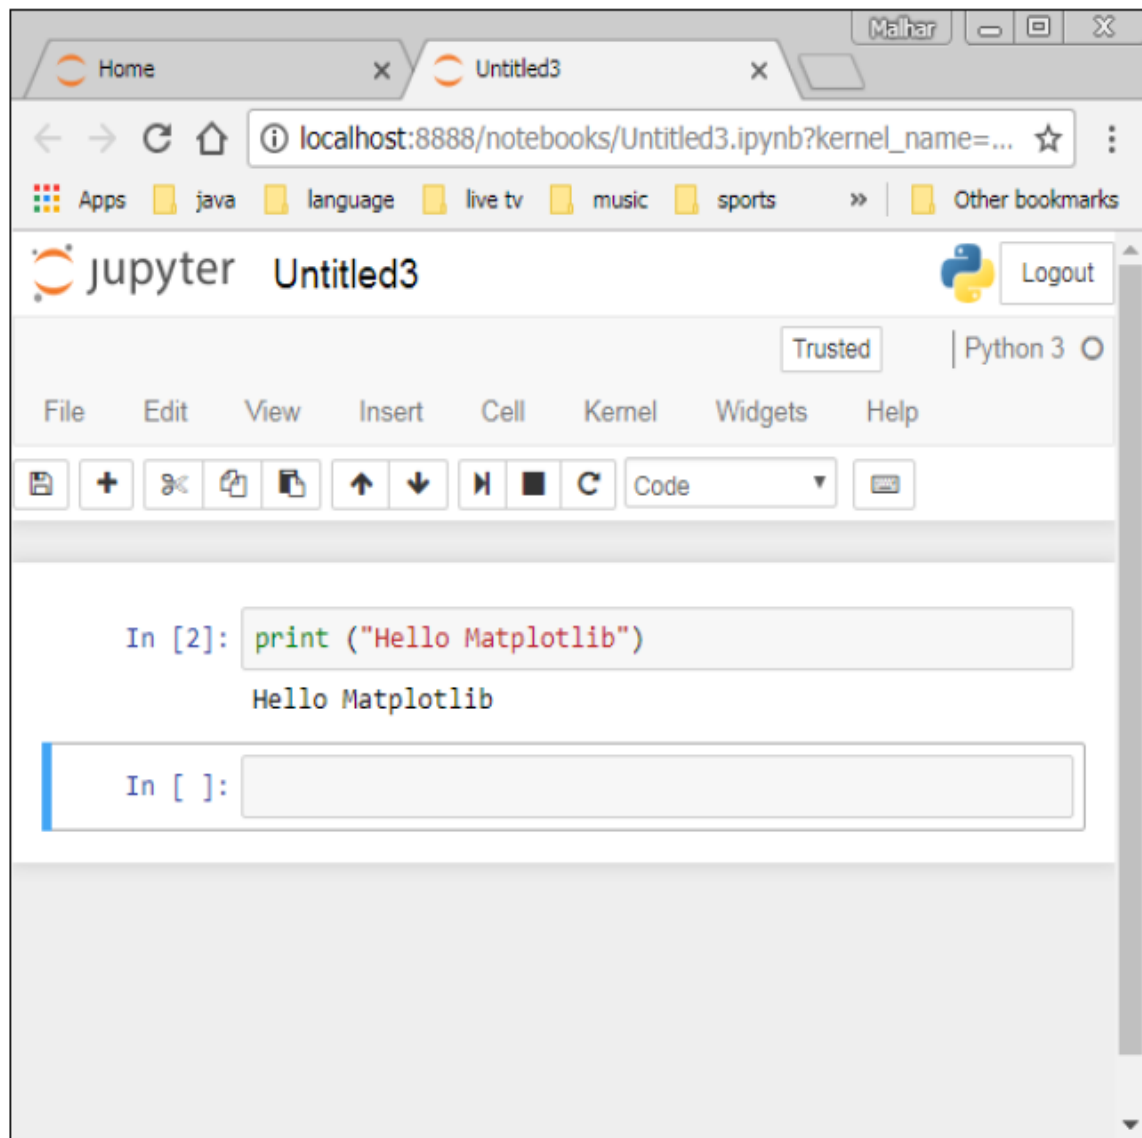 Malhar
Home Untitled3
localhost:8888/notebooks/Untitled3.ipynb?kernel_name=...
Apps java language live tv music sports » Other bookmarks
jupyter Untitled3 Logout
Trusted Python 3
File Edit View Insert Cell Kernel Widgets Help
Code
In [2]: print ("Hello Matplotlib")
Hello Matplotlib
In [ ]: